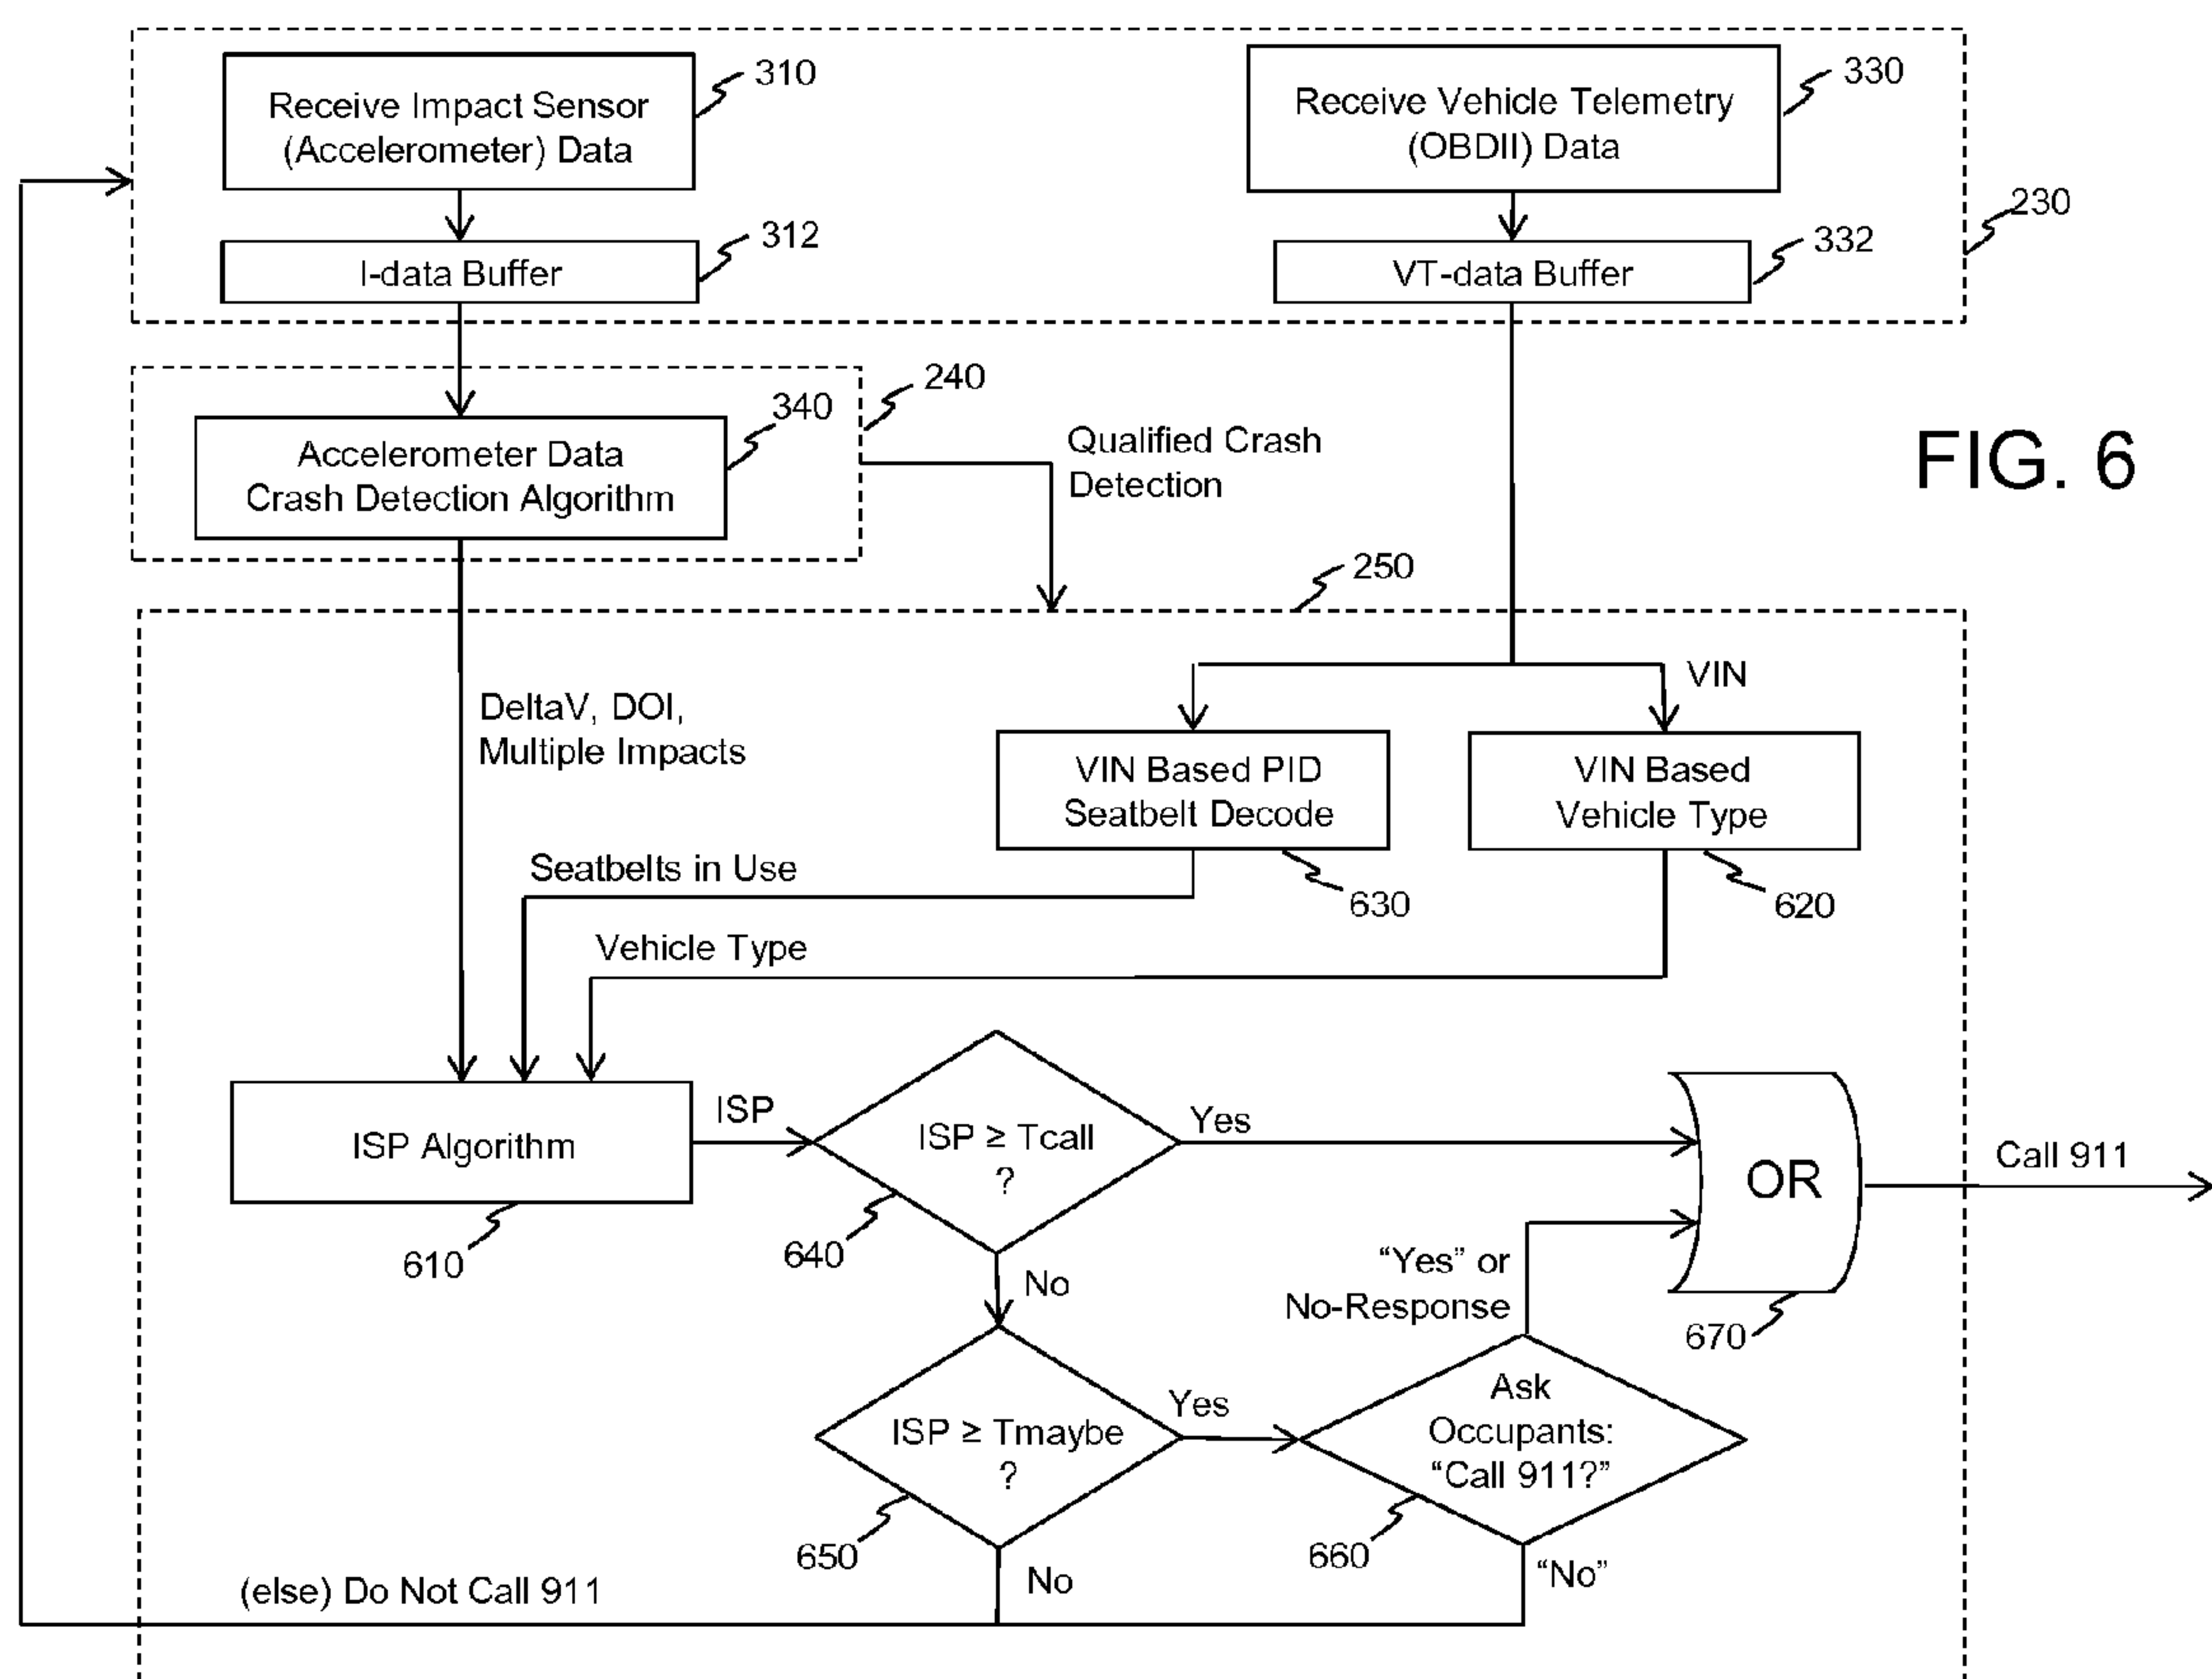 Receive Impact Sensor
(Accelerometer) Data
310
Receive Vehicle Telemetry
(OBDII) Data
330
230
I-data Buffer
312
VT-data Buffer
332
240
340
Accelerometer Data
Crash Detection Algorithm
Qualified Crash
Detection
FIG. 6
250
DeltaV, DOI,
Multiple Impacts
VIN
VIN Based PID
Seatbelt Decode
VIN Based
Vehicle Type
Seatbelts in Use
630
620
Vehicle Type
ISP Algorithm
610
ISP
ISP ≥ Tcall
?
640
Yes
OR
Call 911
No
“Yes” or
No-Response
670
ISP ≥ Tmaybe
?
650
Yes
Ask
Occupants:
“Call 911?”
660
(else) Do Not Call 911
No
“No”